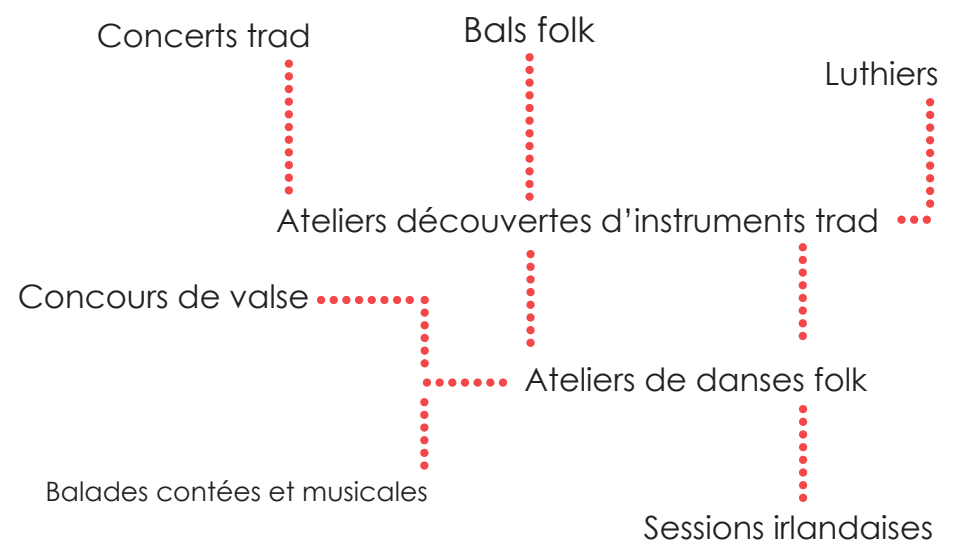 Concerts trad
Bals folk
Luthiers
Ateliers découvertes d’instruments trad
Concours de valse
Ateliers de danses folk
Balades contées et musicales
Sessions irlandaises